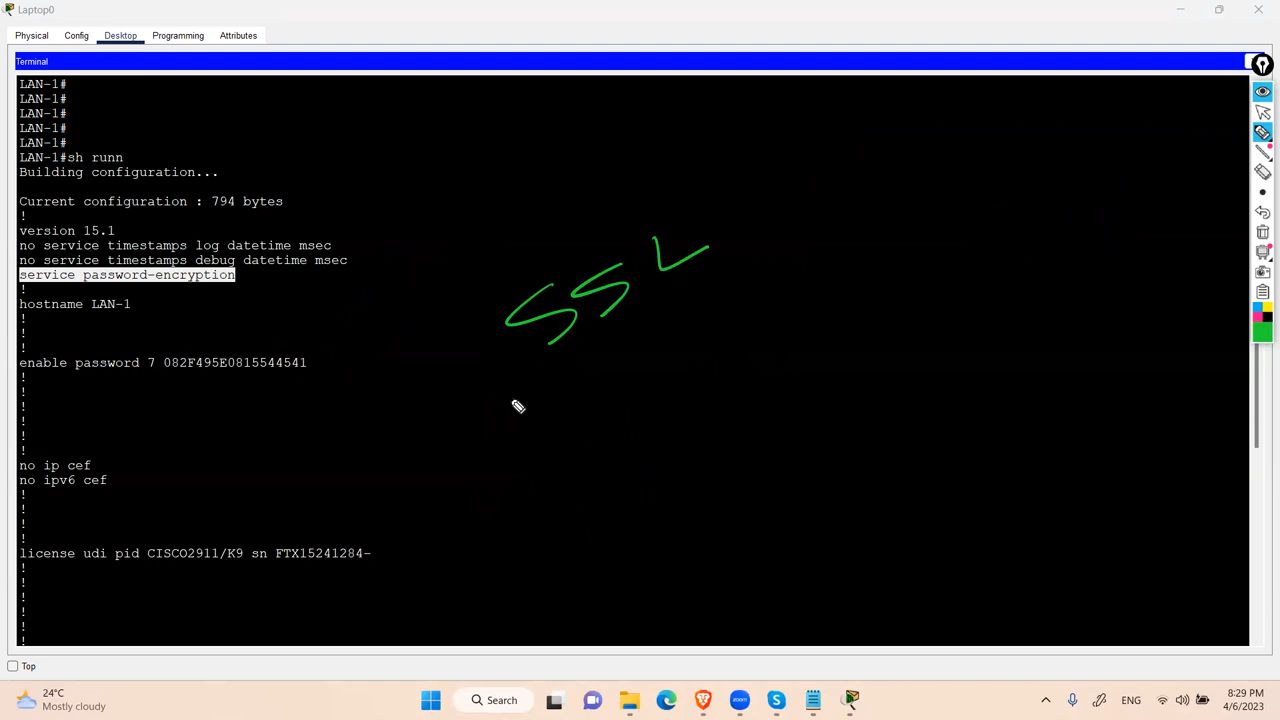 Laptop0
Physical Config Desktop Programming Attributes
Terminal
LAN-1#
LAN-1#
LAN-1#
LAN-1#
LAN-1#
LAN-1#sh runn
Building configuration...
Current configuration : 794 bytes
!
version 15.1
no service timestamps log datetime msec
no service timestamps debug datetime msec
service password-encryption
!
hostname LAN-1
!
!
!
enable password 7 082F495E0815544541
!
!
!
!
!
!
no ip cef
no ipv6 cef
!
!
!
!
license udi pid CISCO2911/K9 sn FTX15241284-
!
!
!
!
!
!
SSL
Top
24°C
Mostly cloudy
Search
zoom
ENG
8:29 PM
4/6/2023